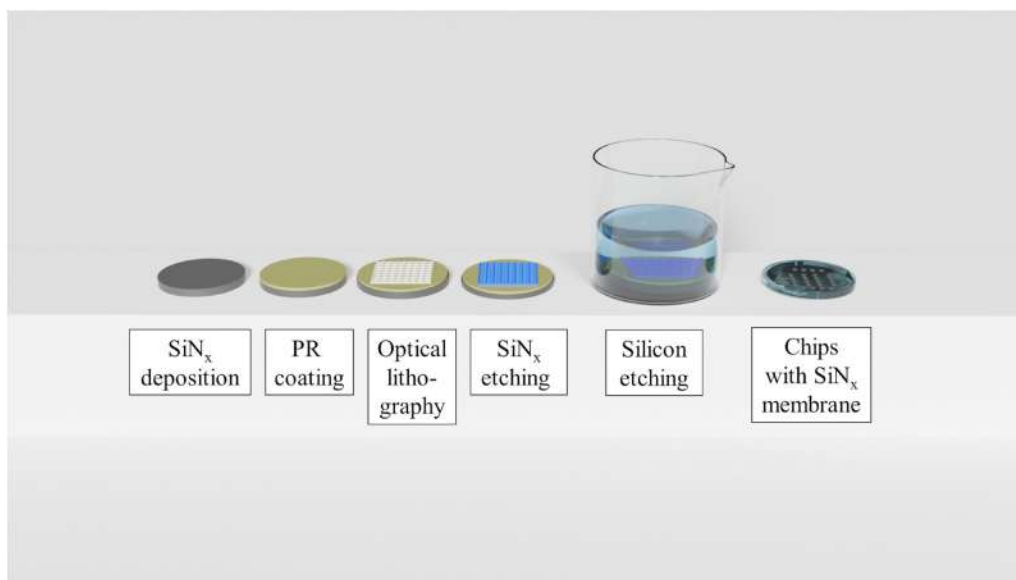 SiNₓ
deposition
PR
coating
Optical
litho-
graphy
SiNₓ
etching
Silicon
etching
Chips
with SiNₓ
membrane